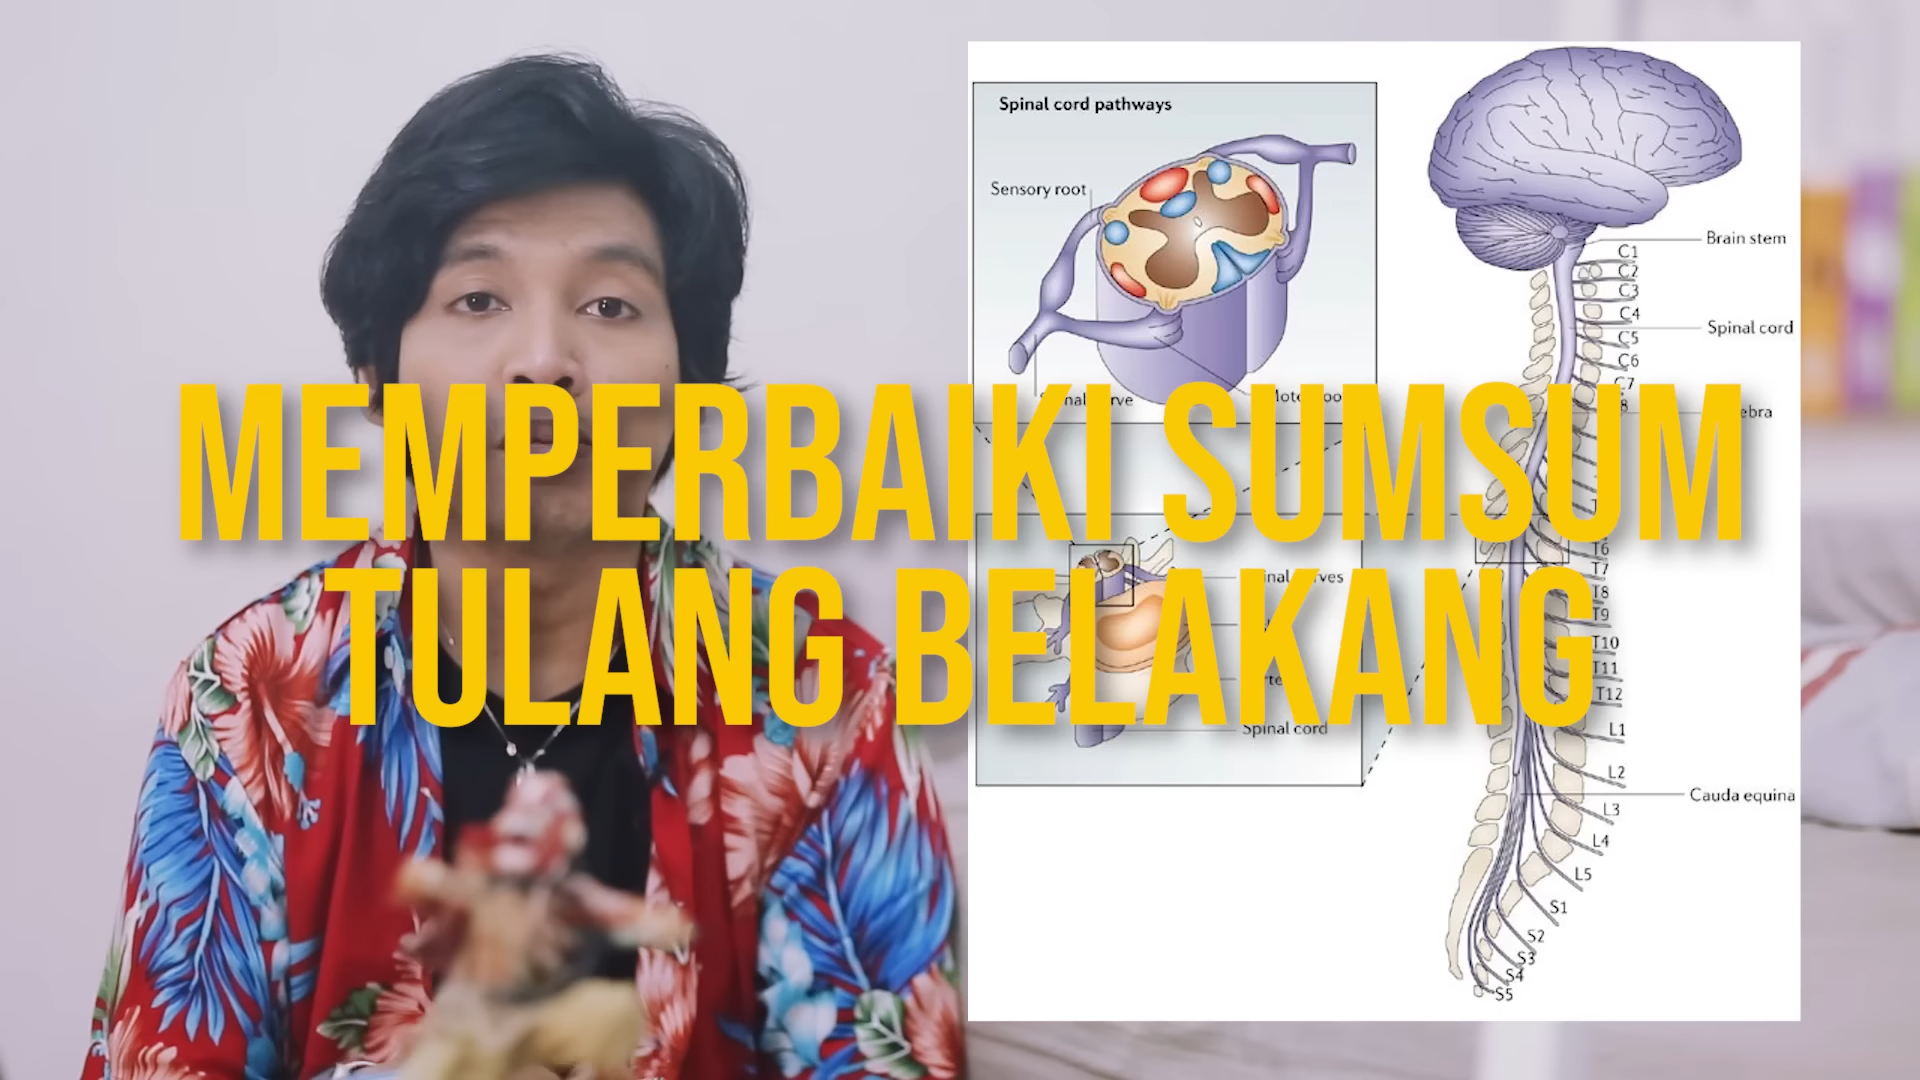 Spinal cord pathways
Sensory root
Brain stem
C1
C2
C3
C4
Spinal cord
C5
C6
C7
MEMPERBAIKI SUMSUM
TULANG BELAKANG
T6
T7
T8
T9
T10
T11
T12
Spinal cord
L1
L2
Cauda equina
L3
L4
L5
S1
S2
S3
S4
S5